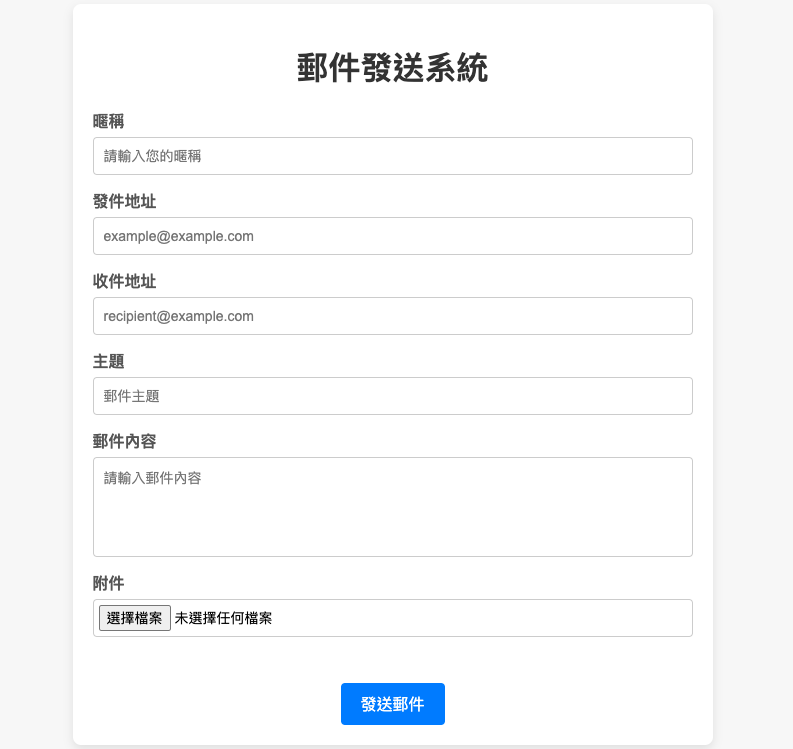 郵件發送系統
暱稱
請輸入您的暱稱
發件地址
example@example.com
收件地址
recipient@example.com
主題
郵件主題
郵件內容
請輸入郵件內容
附件
選擇檔案 未選擇任何檔案
發送郵件